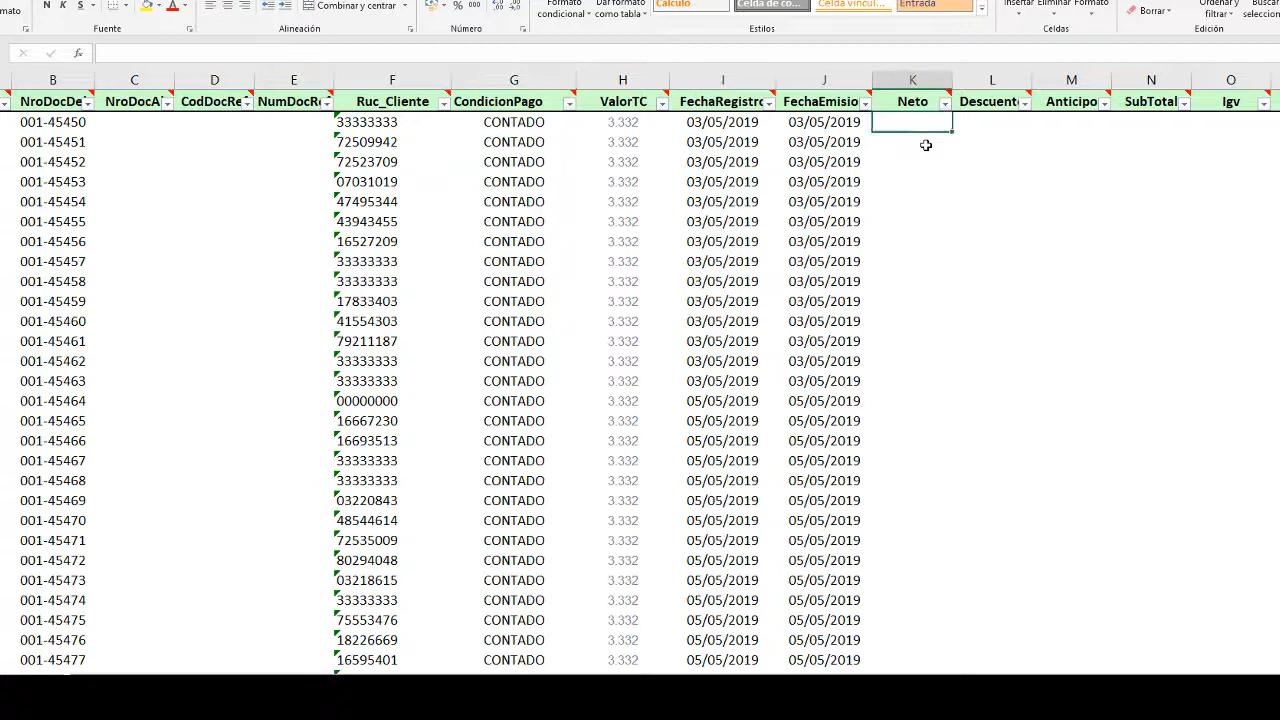 mato
N K S
Combinar y centrar
% 000
Formato condicional
Dar formato como tabla
Cálculo
Celda de co...
Celda vincul...
Entrada
Insertar Eliminar Formato
Borrar
Ordenar y filtrar
Buscar selecciona
Fuente Alineación Número Estilos Celdas Edición
fx
B C D E F G H I J K L M N O
NroDocDe NroDocA CodDocRe NumDocRe Ruc_Cliente CondicionPago ValorTC FechaRegistro FechaEmisio Neto Descuent Anticipo SubTotal Igv
001-45450 33333333 CONTADO 3.332 03/05/2019 03/05/2019
001-45451 72509942 CONTADO 3.332 03/05/2019 03/05/2019
001-45452 72523709 CONTADO 3.332 03/05/2019 03/05/2019
001-45453 07031019 CONTADO 3.332 03/05/2019 03/05/2019
001-45454 47495344 CONTADO 3.332 03/05/2019 03/05/2019
001-45455 43943455 CONTADO 3.332 03/05/2019 03/05/2019
001-45456 16527209 CONTADO 3.332 03/05/2019 03/05/2019
001-45457 33333333 CONTADO 3.332 03/05/2019 03/05/2019
001-45458 33333333 CONTADO 3.332 03/05/2019 03/05/2019
001-45459 17833403 CONTADO 3.332 03/05/2019 03/05/2019
001-45460 41554303 CONTADO 3.332 03/05/2019 03/05/2019
001-45461 79211187 CONTADO 3.332 03/05/2019 03/05/2019
001-45462 33333333 CONTADO 3.332 03/05/2019 03/05/2019
001-45463 33333333 CONTADO 3.332 03/05/2019 03/05/2019
001-45464 00000000 CONTADO 3.332 05/05/2019 05/05/2019
001-45465 16667230 CONTADO 3.332 05/05/2019 05/05/2019
001-45466 16693513 CONTADO 3.332 05/05/2019 05/05/2019
001-45467 33333333 CONTADO 3.332 05/05/2019 05/05/2019
001-45468 33333333 CONTADO 3.332 05/05/2019 05/05/2019
001-45469 03220843 CONTADO 3.332 05/05/2019 05/05/2019
001-45470 48544614 CONTADO 3.332 05/05/2019 05/05/2019
001-45471 72535009 CONTADO 3.332 05/05/2019 05/05/2019
001-45472 80294048 CONTADO 3.332 05/05/2019 05/05/2019
001-45473 03218615 CONTADO 3.332 05/05/2019 05/05/2019
001-45474 33333333 CONTADO 3.332 05/05/2019 05/05/2019
001-45475 75553476 CONTADO 3.332 05/05/2019 05/05/2019
001-45476 18226669 CONTADO 3.332 05/05/2019 05/05/2019
001-45477 16595401 CONTADO 3.332 05/05/2019 05/05/2019